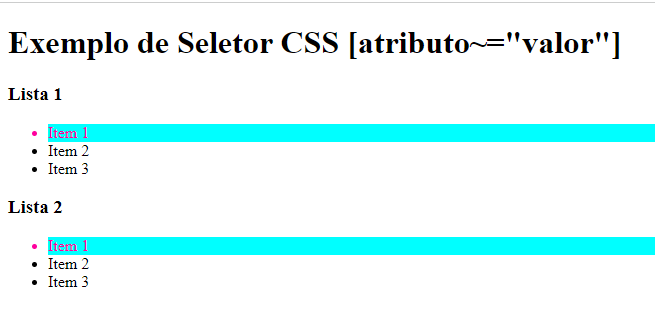 Exemplo de Seletor CSS [atributo~="valor"]
Lista 1
Item 1
Item 2
Item 3
Lista 2
Item 1
Item 2
Item 3